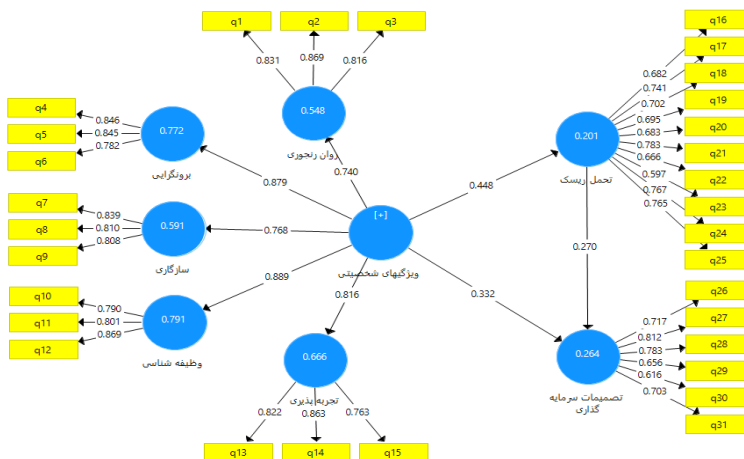 q1
q2
q3
0.831
0.869
0.816
0.548
روان رنجوری
0.740
q4
q5
q6
0.846
0.845
0.782
0.772
برونگرایی
0.879
q7
q8
q9
0.839
0.810
0.808
0.591
سازگاری
0.768
q10
q11
q12
0.790
0.801
0.869
0.791
وظیفه شناسی
0.889
[+]
ویژگیهای شخصیتی
0.816
0.666
تجربه پذیری
0.822
0.863
0.763
q13
q14
q15
0.448
0.201
تحمل ریسک
0.682
0.741
0.702
0.695
0.683
0.783
0.666
0.597
0.767
0.765
q16
q17
q18
q19
q20
q21
q22
q23
q24
q25
0.270
0.332
0.264
تصمیمات سرمایه
گذاری
0.717
0.812
0.783
0.656
0.616
0.703
q26
q27
q28
q29
q30
q31